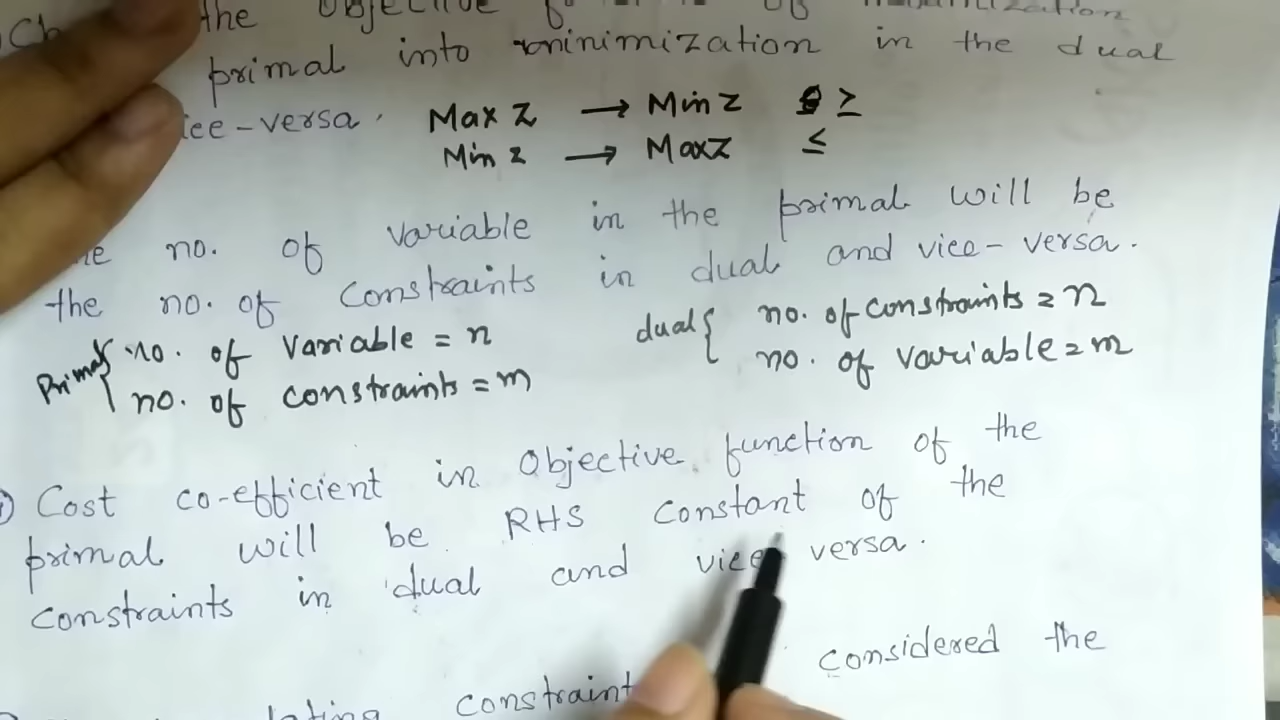 the objective of
primal into minimization in the dual
vice-versa.
Max Z → Min Z ≥
Min z → Max Z ≤
no. of variable in the primal will be
the no. of constraints in dual and vice-versa.
Primal { no. of variable = n
no. of constraints = m
dual { no. of constraints = n
no. of variable = m
Cost co-efficient in objective function of the
primal will be RHS constant of the
constraints in dual and vice versa.
constraint considered the